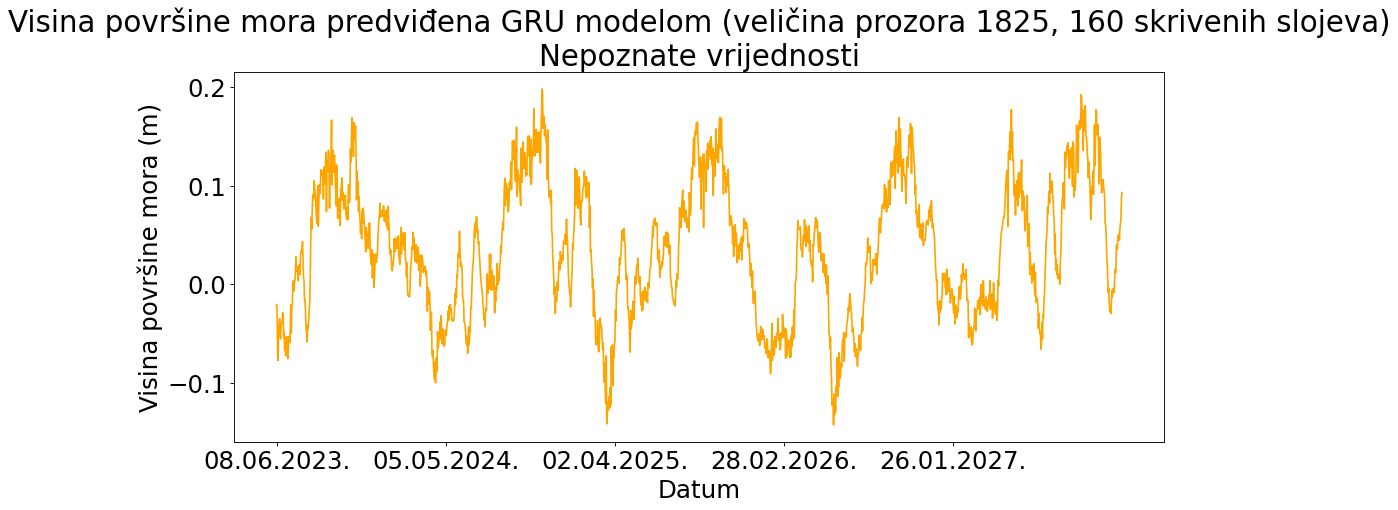 Visina površine mora predviđena GRU modelom (veličina prozora 1825, 160 skrivenih slojeva)
Nepoznate vrijednosti
Visina površine mora (m)
0.2
0.1
0.0
−0.1
08.06.2023. 05.05.2024. 02.04.2025. 28.02.2026. 26.01.2027.
Datum